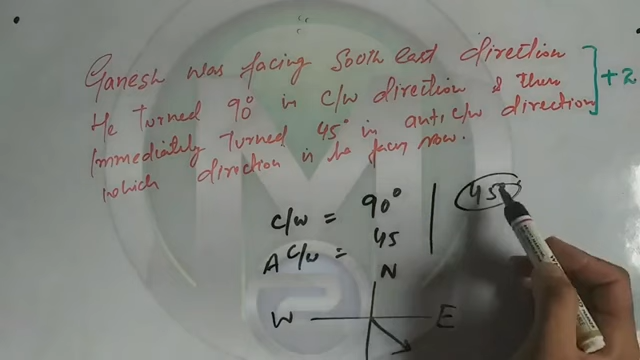 Ganesh was facing South east direction
He turned 90° in c/w direction & then
Immediately turned 45° in anti c/w direction
which direction is he facing now.
+2
c/w = 90°
A c/w = 45
45°
N
W E